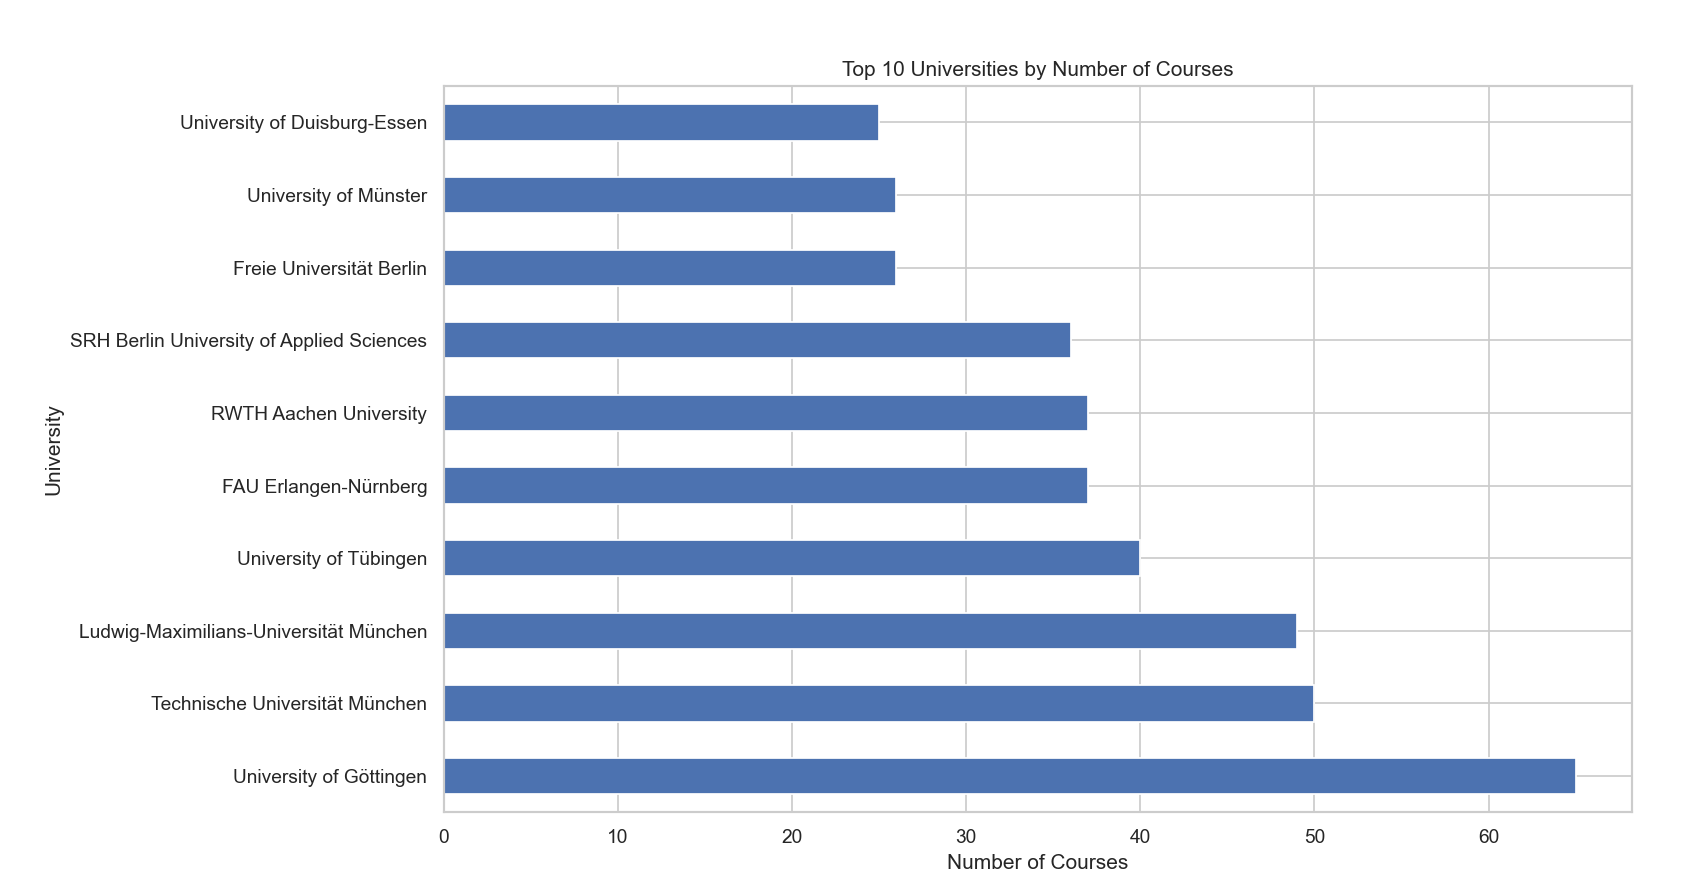 Top 10 Universities by Number of Courses
University of Duisburg-Essen
University of Münster
Freie Universität Berlin
SRH Berlin University of Applied Sciences
RWTH Aachen University
FAU Erlangen-Nürnberg
University of Tübingen
Ludwig-Maximilians-Universität München
Technische Universität München
University of Göttingen
University
0 10 20 30 40 50 60
Number of Courses